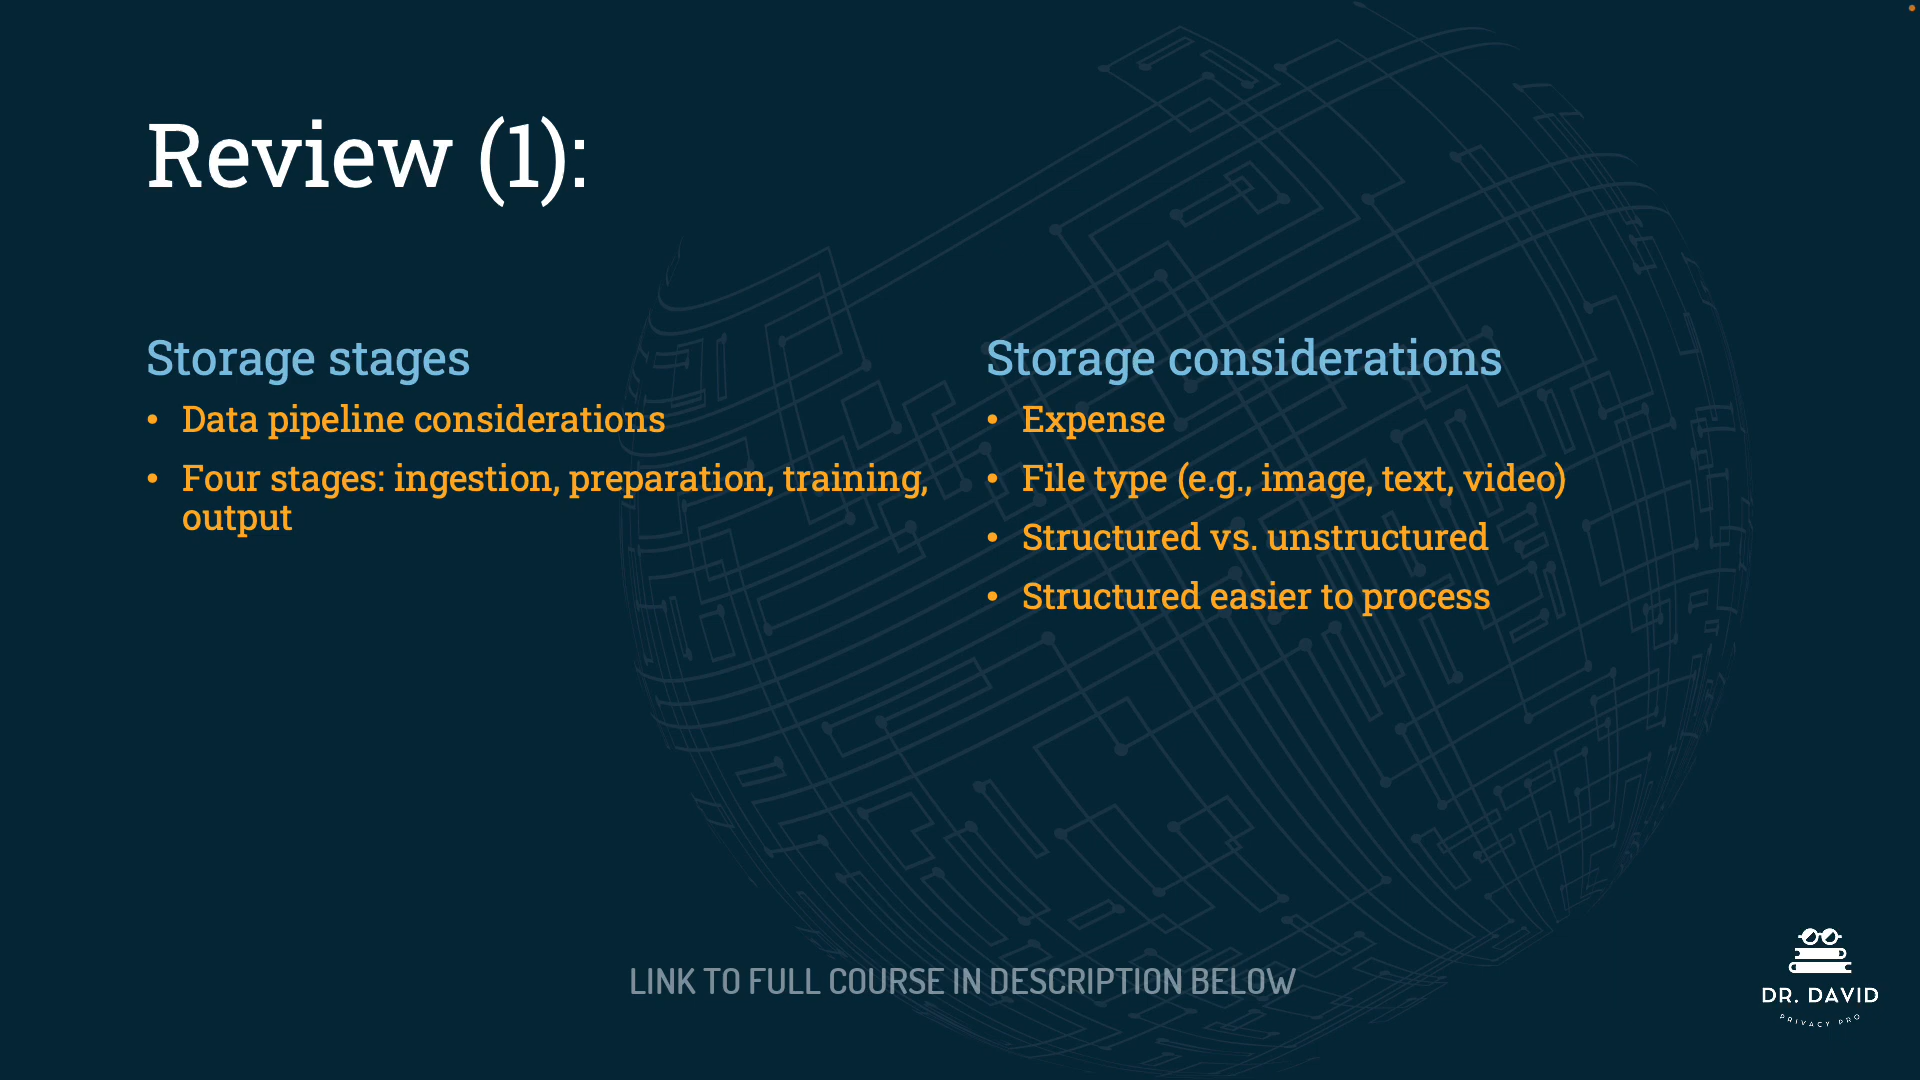 Review (1):
Storage stages
• Data pipeline considerations
• Four stages: ingestion, preparation, training,
output
Storage considerations
• Expense
• File type (e.g., image, text, video)
• Structured vs. unstructured
• Structured easier to process
LINK TO FULL COURSE IN DESCRIPTION BELOW
DR. DAVID
PRIVACY PRO